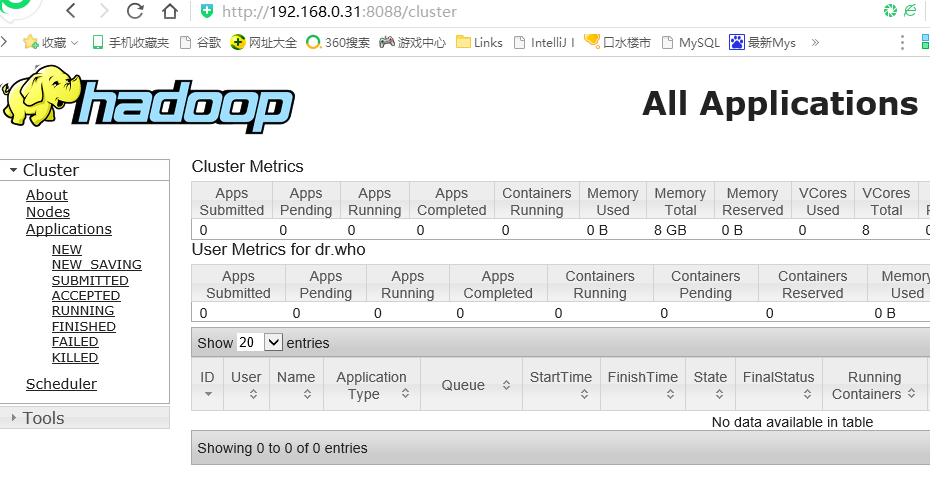 http://192.168.0.31:8088/cluster
收藏 手机收藏夹 谷歌 网址大全 360搜索 游戏中心 Links IntelliJ I 口水楼市 MySQL 最新Mys »
hadoop
All Applications
Cluster
About
Nodes
Applications
NEW
NEW_SAVING
SUBMITTED
ACCEPTED
RUNNING
FINISHED
FAILED
KILLED
Scheduler
Tools
Cluster Metrics
Apps Submitted Apps Pending Apps Running Apps Completed Containers Running Memory Used Memory Total Memory Reserved VCores Used VCores Total
0 0 0 0 0 0 B 8 GB 0 B 0 8
User Metrics for dr.who
Apps Submitted Apps Pending Apps Running Apps Completed Containers Running Containers Pending Containers Reserved Memory Used
0 0 0 0 0 0 0 0 B
Show 20 entries
ID User Name Application Type Queue StartTime FinishTime State FinalStatus Running Containers
No data available in table
Showing 0 to 0 of 0 entries